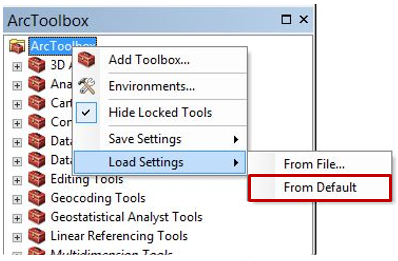 ArcToolbox
ArcToolbox
3D A
Ana
Cart
Con
Data
Data
Editing Tools
Geocoding Tools
Geostatistical Analyst Tools
Linear Referencing Tools
Multidimension Tools
Add Toolbox...
Environments...
Hide Locked Tools
Save Settings
Load Settings
From File...
From Default